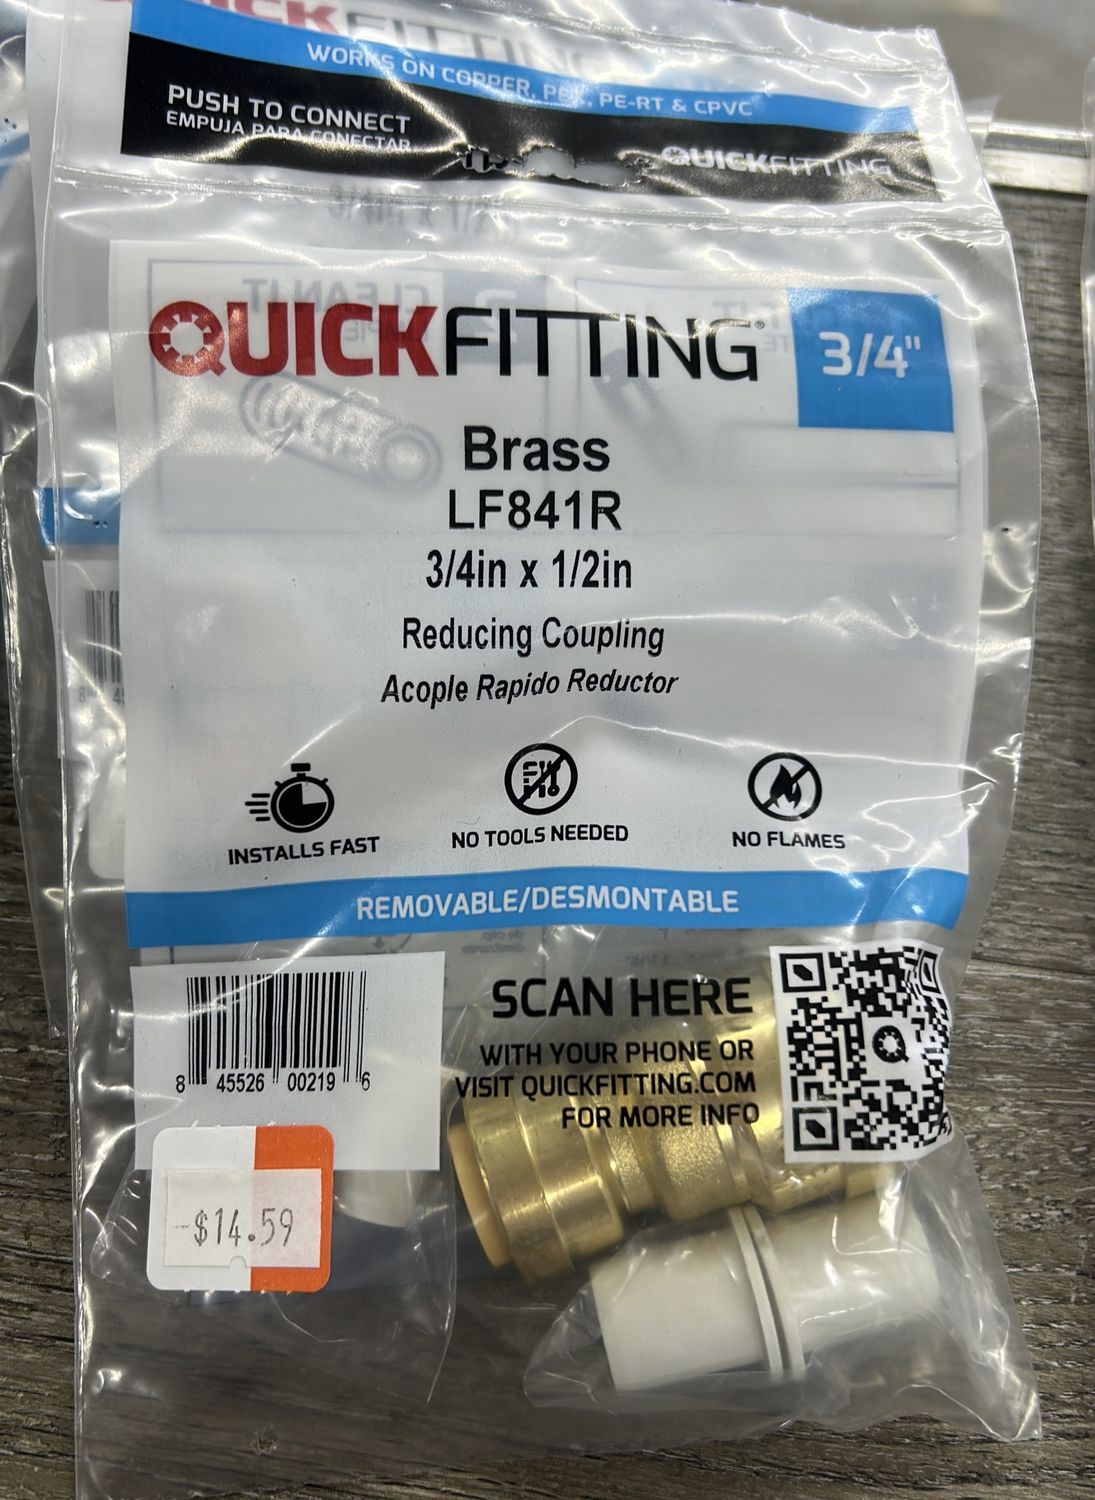 QUICKFITTING
WORKS ON COPPER, PEX, PE-RT & CPVC
PUSH TO CONNECT
EMPUJA PARA CONECTAR
QUICKFITTING
QUICKFITTING®
3/4"
Brass
LF841R
3/4in x 1/2in
Reducing Coupling
Acople Rapido Reductor
INSTALLS FAST
NO TOOLS NEEDED
NO FLAMES
REMOVABLE/DESMONTABLE
SCAN HERE
WITH YOUR PHONE OR
VISIT QUICKFITTING.COM
FOR MORE INFO
8 45526 00219 6
-$14.59